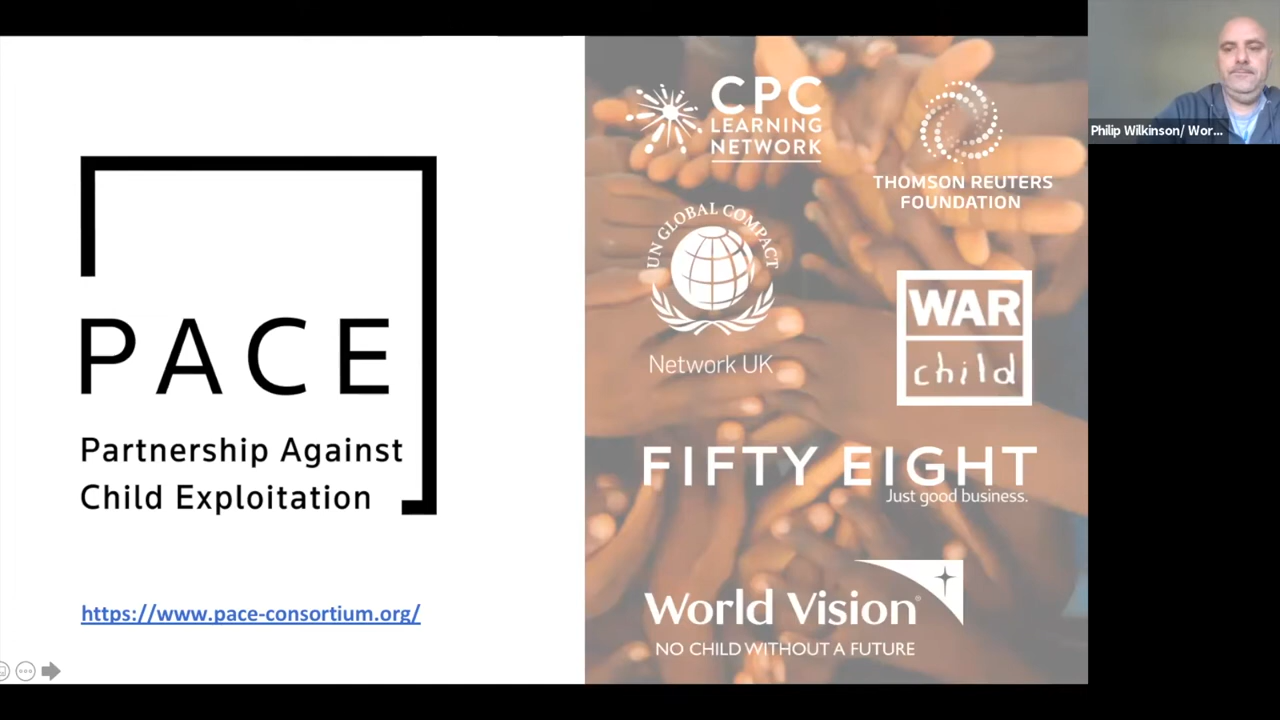 PACE
Partnership Against
Child Exploitation
https://www.pace-consortium.org/
CPC
LEARNING
NETWORK
THOMSON REUTERS
FOUNDATION
UN GLOBAL COMPACT
Network UK
WAR
child
FIFTY EIGHT
Just good business.
World Vision
NO CHILD WITHOUT A FUTURE
Philip Wilkinson/ Wor...